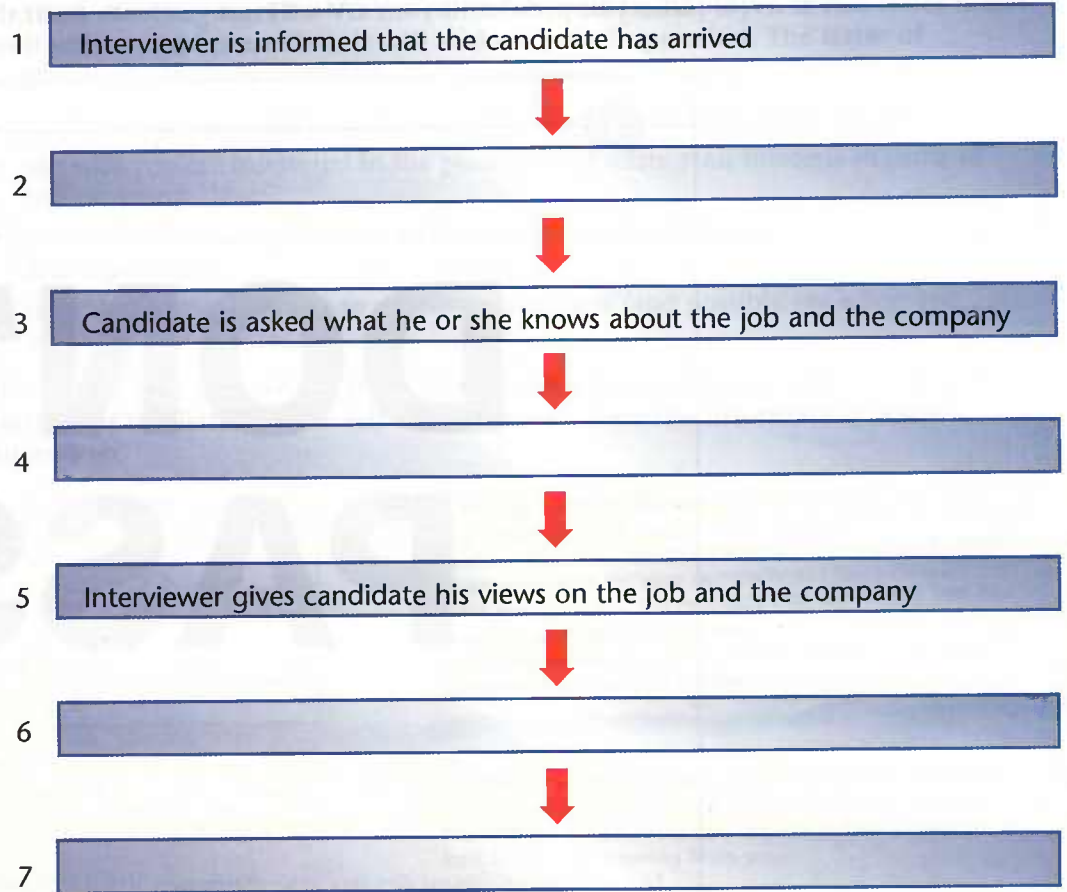 1 Interviewer is informed that the candidate has arrived
2
3 Candidate is asked what he or she knows about the job and the company
4
5 Interviewer gives candidate his views on the job and the company
6
7